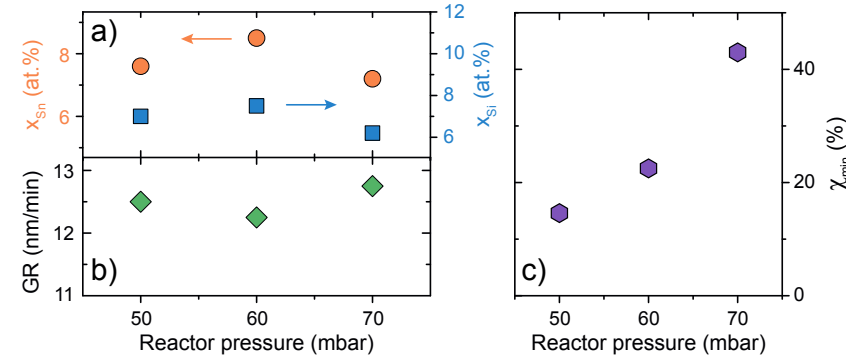 a)
x_Sn (at.%)
8
6
12
10
8
6
x_Si (at.%)
b)
GR (nm/min)
13
12
11
50
60
70
Reactor pressure (mbar)
c)
40
20
0
χ_min (%)
50
60
70
Reactor pressure (mbar)